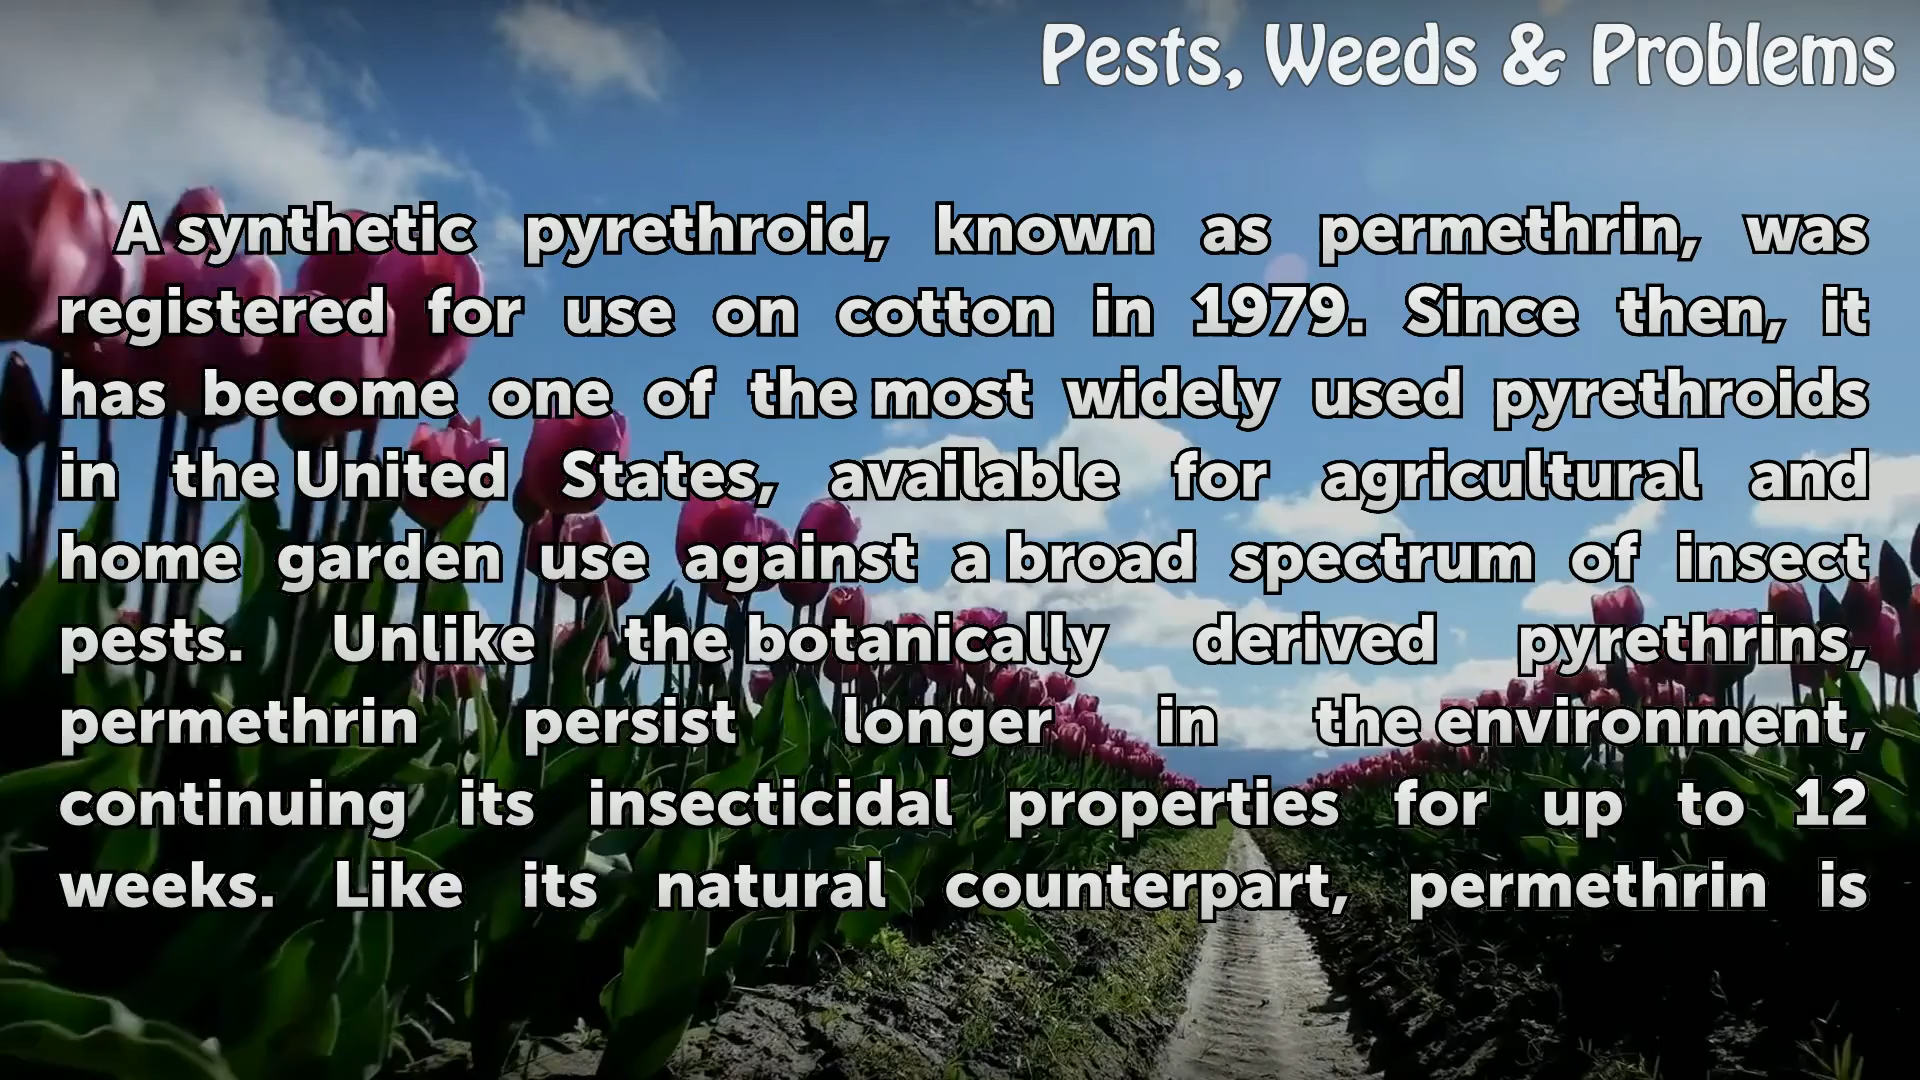 Pests, Weeds & Problems
A synthetic pyrethroid, known as permethrin, was
registered for use on cotton in 1979. Since then, it
has become one of the most widely used pyrethroids
in the United States, available for agricultural and
home garden use against a broad spectrum of insect
pests. Unlike the botanically derived pyrethrins,
permethrin persist longer in the environment,
continuing its insecticidal properties for up to 12
weeks. Like its natural counterpart, permethrin is